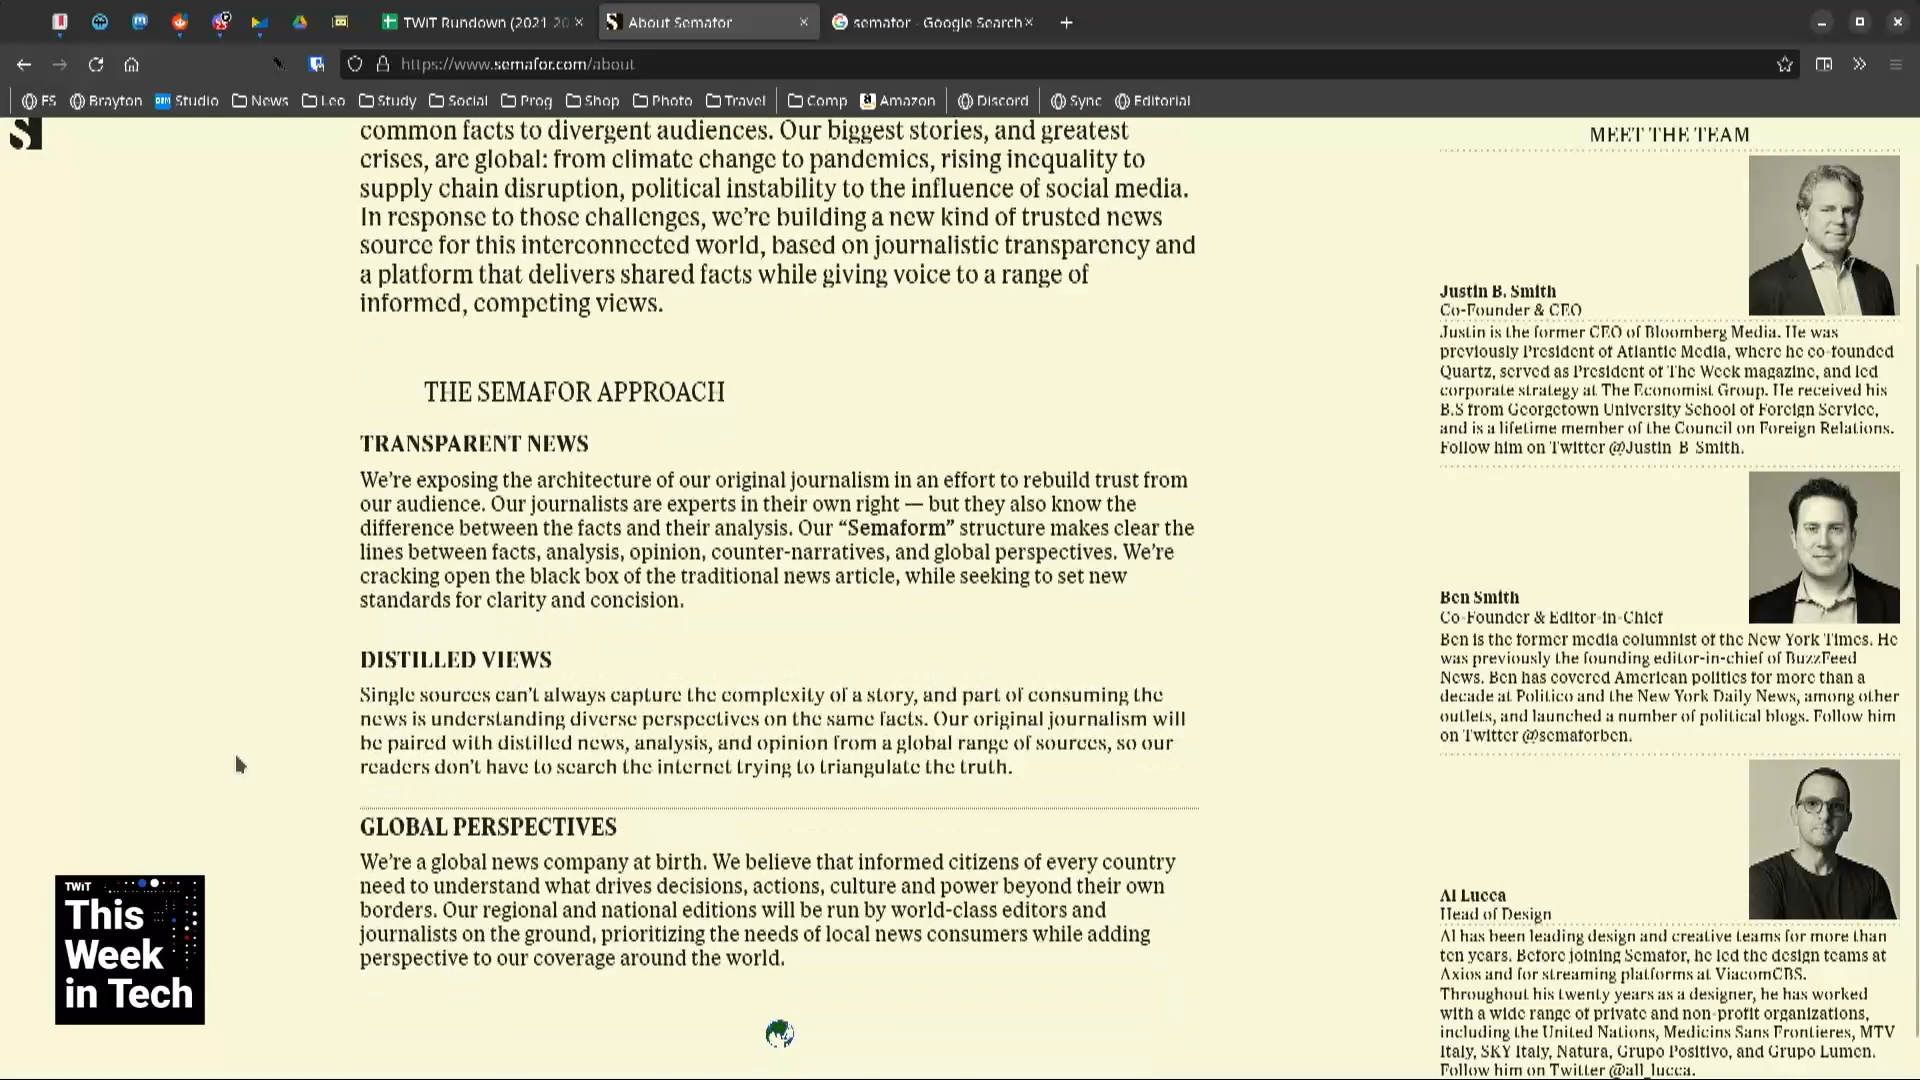 TWiT Rundown (2021 20
About Semafor
semafor - Google Search
https://www.semafor.com/about
FS
Brayton
Studio
News
Leo
Study
Social
Prog
Shop
Photo
Travel
Comp
Amazon
Discord
Sync
Editorial
common facts to divergent audiences. Our biggest stories, and greatest
crises, are global: from climate change to pandemics, rising inequality to
supply chain disruption, political instability to the influence of social media.
In response to those challenges, we’re building a new kind of trusted news
source for this interconnected world, based on journalistic transparency and
a platform that delivers shared facts while giving voice to a range of
informed, competing views.
THE SEMAFOR APPROACH
TRANSPARENT NEWS
We’re exposing the architecture of our original journalism in an effort to rebuild trust from
our audience. Our journalists are experts in their own right — but they also know the
difference between the facts and their analysis. Our “Semaform” structure makes clear the
lines between facts, analysis, opinion, counter-narratives, and global perspectives. We’re
cracking open the black box of the traditional news article, while seeking to set new
standards for clarity and concision.
DISTILLED VIEWS
Single sources can’t always capture the complexity of a story, and part of consuming the
news is understanding diverse perspectives on the same facts. Our original journalism will
be paired with distilled news, analysis, and opinion from a global range of sources, so our
readers don’t have to search the internet trying to triangulate the truth.
GLOBAL PERSPECTIVES
We’re a global news company at birth. We believe that informed citizens of every country
need to understand what drives decisions, actions, culture and power beyond their own
borders. Our regional and national editions will be run by world-class editors and
journalists on the ground, prioritizing the needs of local news consumers while adding
perspective to our coverage around the world.
MEET THE TEAM
Justin B. Smith
Co-Founder & CEO
Justin is the former CEO of Bloomberg Media. He was
previously President of Atlantic Media, where he co-founded
Quartz, served as President of The Week magazine, and led
corporate strategy at The Economist Group. He received his
B.S from Georgetown University School of Foreign Service,
and is a lifetime member of the Council on Foreign Relations.
Follow him on Twitter @Justin_B_Smith.
Ben Smith
Co-Founder & Editor-in-Chief
Ben is the former media columnist of the New York Times. He
was previously the founding editor-in-chief of BuzzFeed
News. Ben has covered American politics for more than a
decade at Politico and the New York Daily News, among other
outlets, and launched a number of political blogs. Follow him
on Twitter @semaforben.
Al Lucca
Head of Design
Al has been leading design and creative teams for more than
ten years. Before joining Semafor, he led the design teams at
Axios and for streaming platforms at ViacomCBS.
Throughout his twenty years as a designer, he has worked
with a wide range of private and non-profit organizations,
including the United Nations, Medicins Sans Frontieres, MTV
Italy, SKY Italy, Natura, Grupo Positivo, and Grupo Lumen.
Follow him on Twitter @all_lucca.
TWiT
This
Week
in Tech